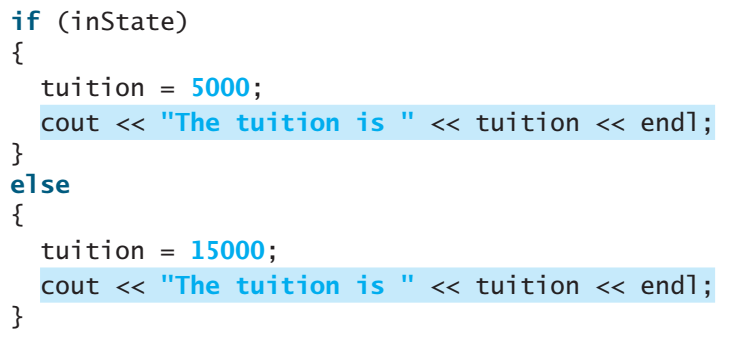 if (inState)
{
  tuition = 5000;
  cout << "The tuition is " << tuition << endl;
}
else
{
  tuition = 15000;
  cout << "The tuition is " << tuition << endl;
}